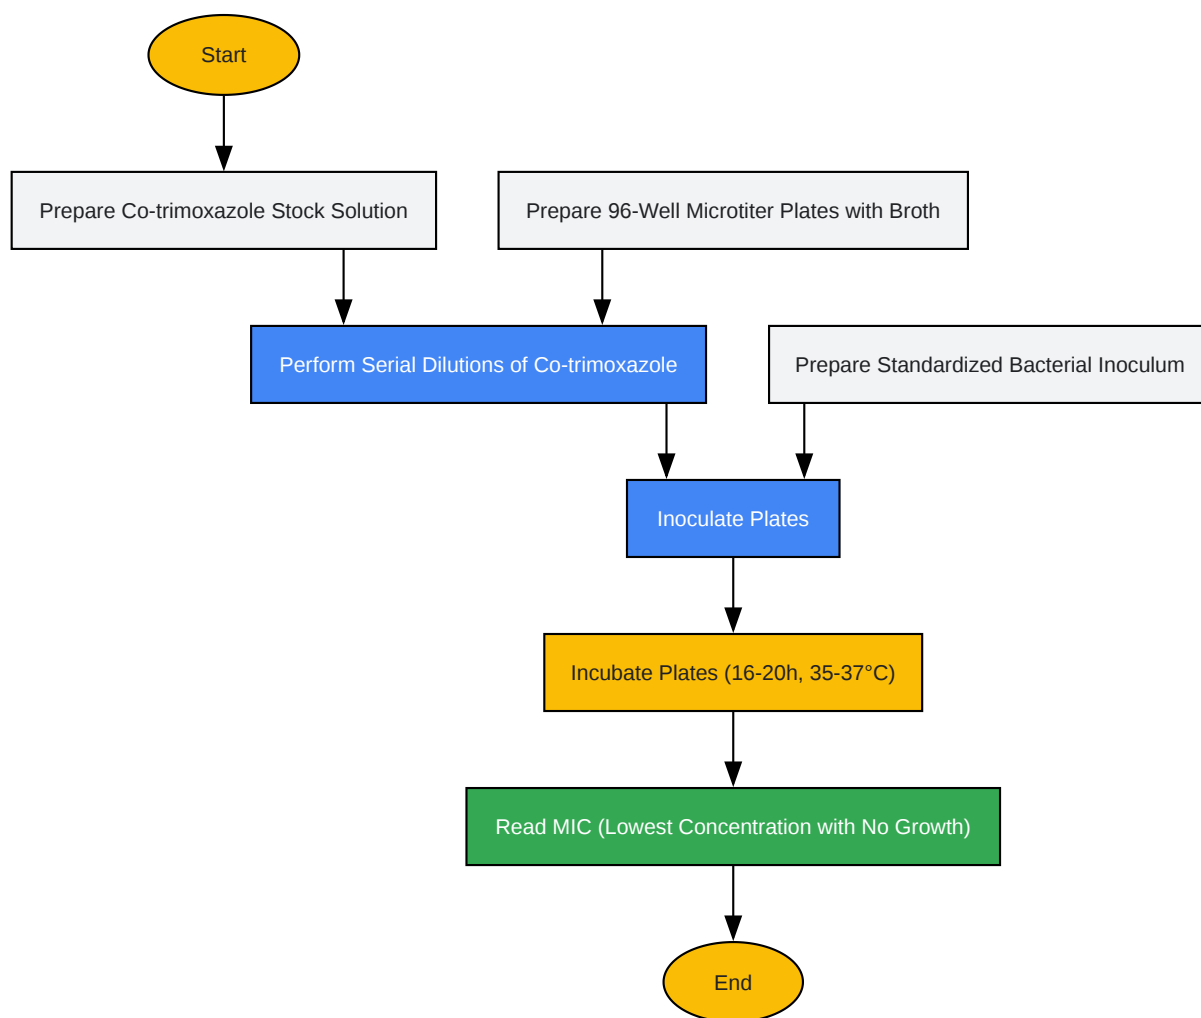 Start
Prepare Co-trimoxazole Stock Solution
Prepare 96-Well Microtiter Plates with Broth
Perform Serial Dilutions of Co-trimoxazole
Prepare Standardized Bacterial Inoculum
Inoculate Plates
Incubate Plates (16-20h, 35-37°C)
Read MIC (Lowest Concentration with No Growth)
End